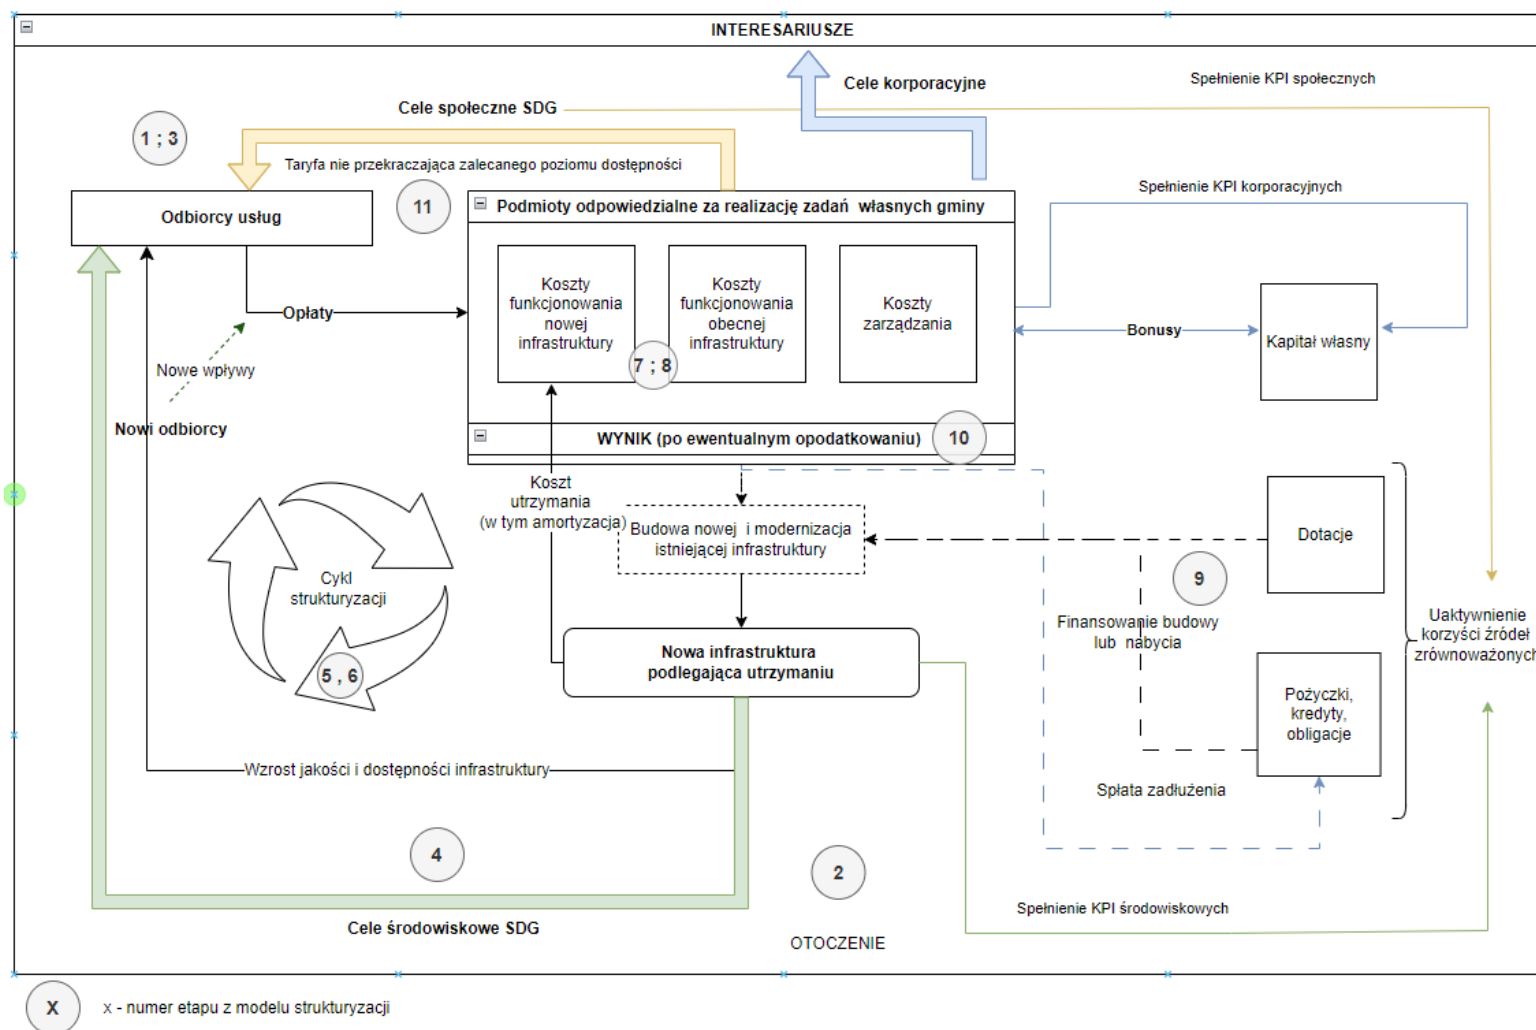 INTERESARIUSZE
Cele korporacyjne
Spełnienie KPI społecznych
Cele społeczne SDG
1 ; 3
Taryfa nie przekraczająca zalecanego poziomu dostępności
Spełnienie KPI korporacyjnych
Odbiorcy usług
11
Podmioty odpowiedzialne za realizację zadań własnych gminy
Koszty
funkcjonowania
nowej
infrastruktury
Koszty
funkcjonowania
obecnej
infrastruktury
Koszty
zarządzania
7 ; 8
Opłaty
Bonusy
Kapitał własny
Nowe wpływy
Nowi odbiorcy
WYNIK (po ewentualnym opodatkowaniu)
10
Koszt
utrzymania
(w tym amortyzacja)
Budowa nowej i modernizacja
istniejącej infrastruktury
Dotacje
9
Cykl
strukturyzacji
5 , 6
Finansowanie budowy
lub nabycia
Uaktywnienie
korzyści źródeł
zrównoważonych
Nowa infrastruktura
podlegająca utrzymaniu
Pożyczki,
kredyty,
obligacje
Wzrost jakości i dostępności infrastruktury
Spłata zadłużenia
4
2
Spełnienie KPI środowiskowych
Cele środowiskowe SDG
OTOCZENIE
X
x - numer etapu z modelu strukturyzacji